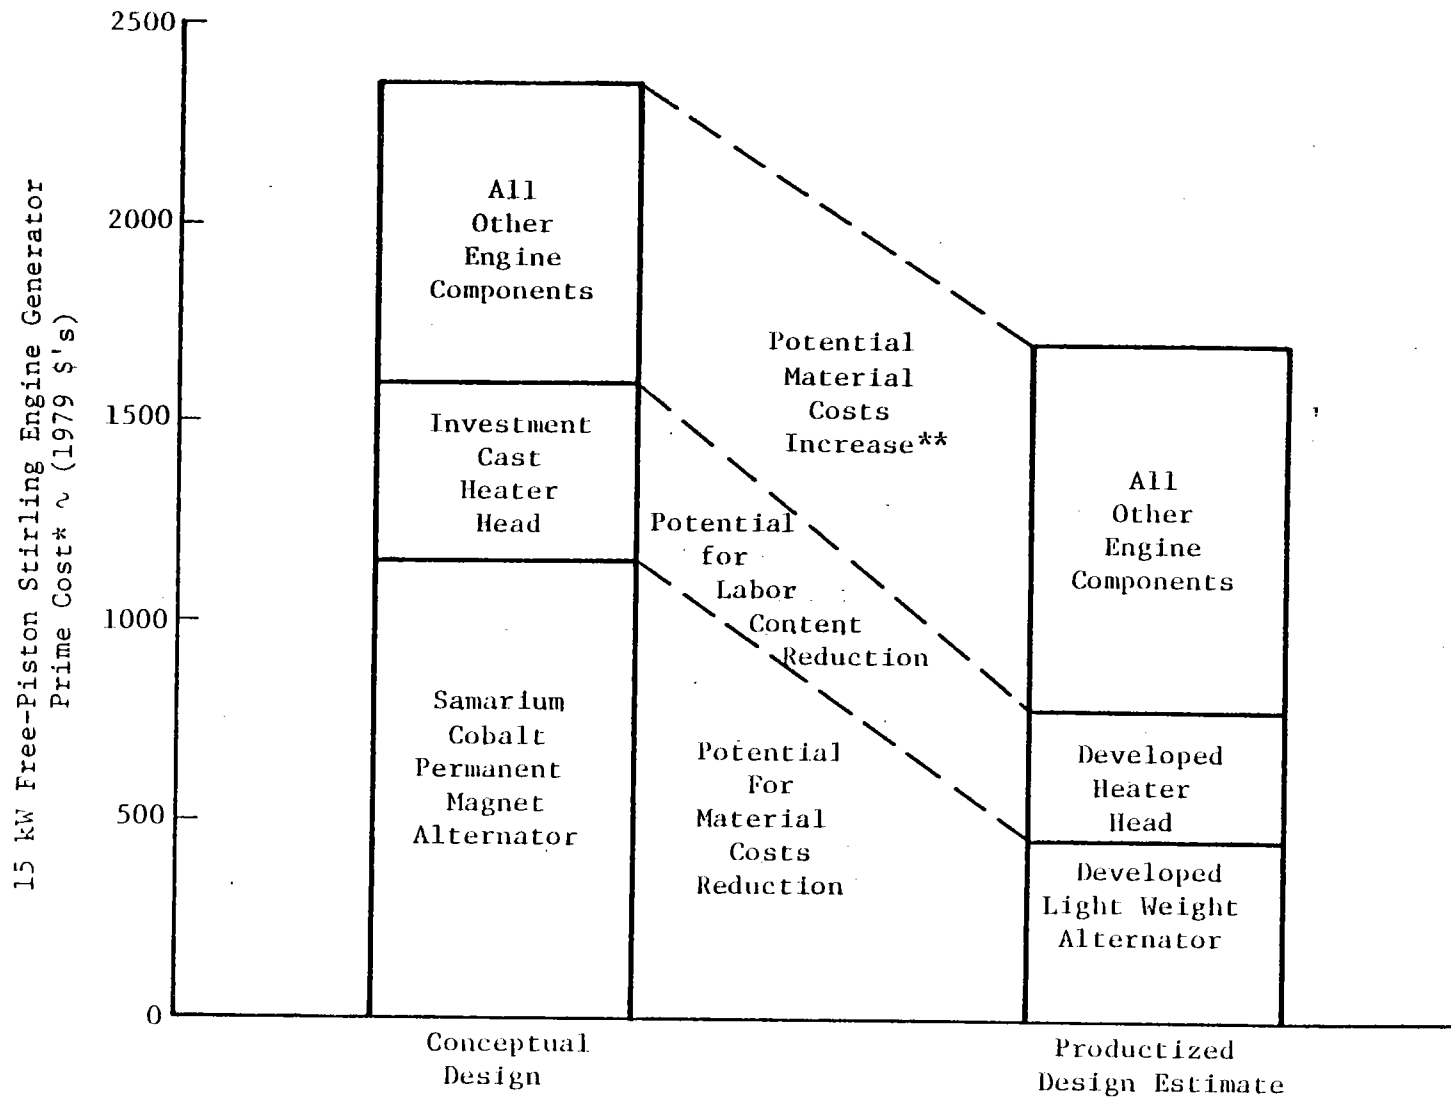 2500
2000
1500
1000
500
0
15 kW Free-Piston Stirling Engine Generator
Prime Cost* ~ (1979 $'s)
All
Other
Engine
Components
Investment
Cast
Heater
Head
Samarium
Cobalt
Permanent
Magnet
Alternator
Potential
Material
Costs
Increase**
Potential
for
Labor
Content
Reduction
Potential
For
Material
Costs
Reduction
All
Other
Engine
Components
Developed
Heater
Head
Developed
Light Weight
Alternator
Conceptual
Design
Productized
Design Estimate